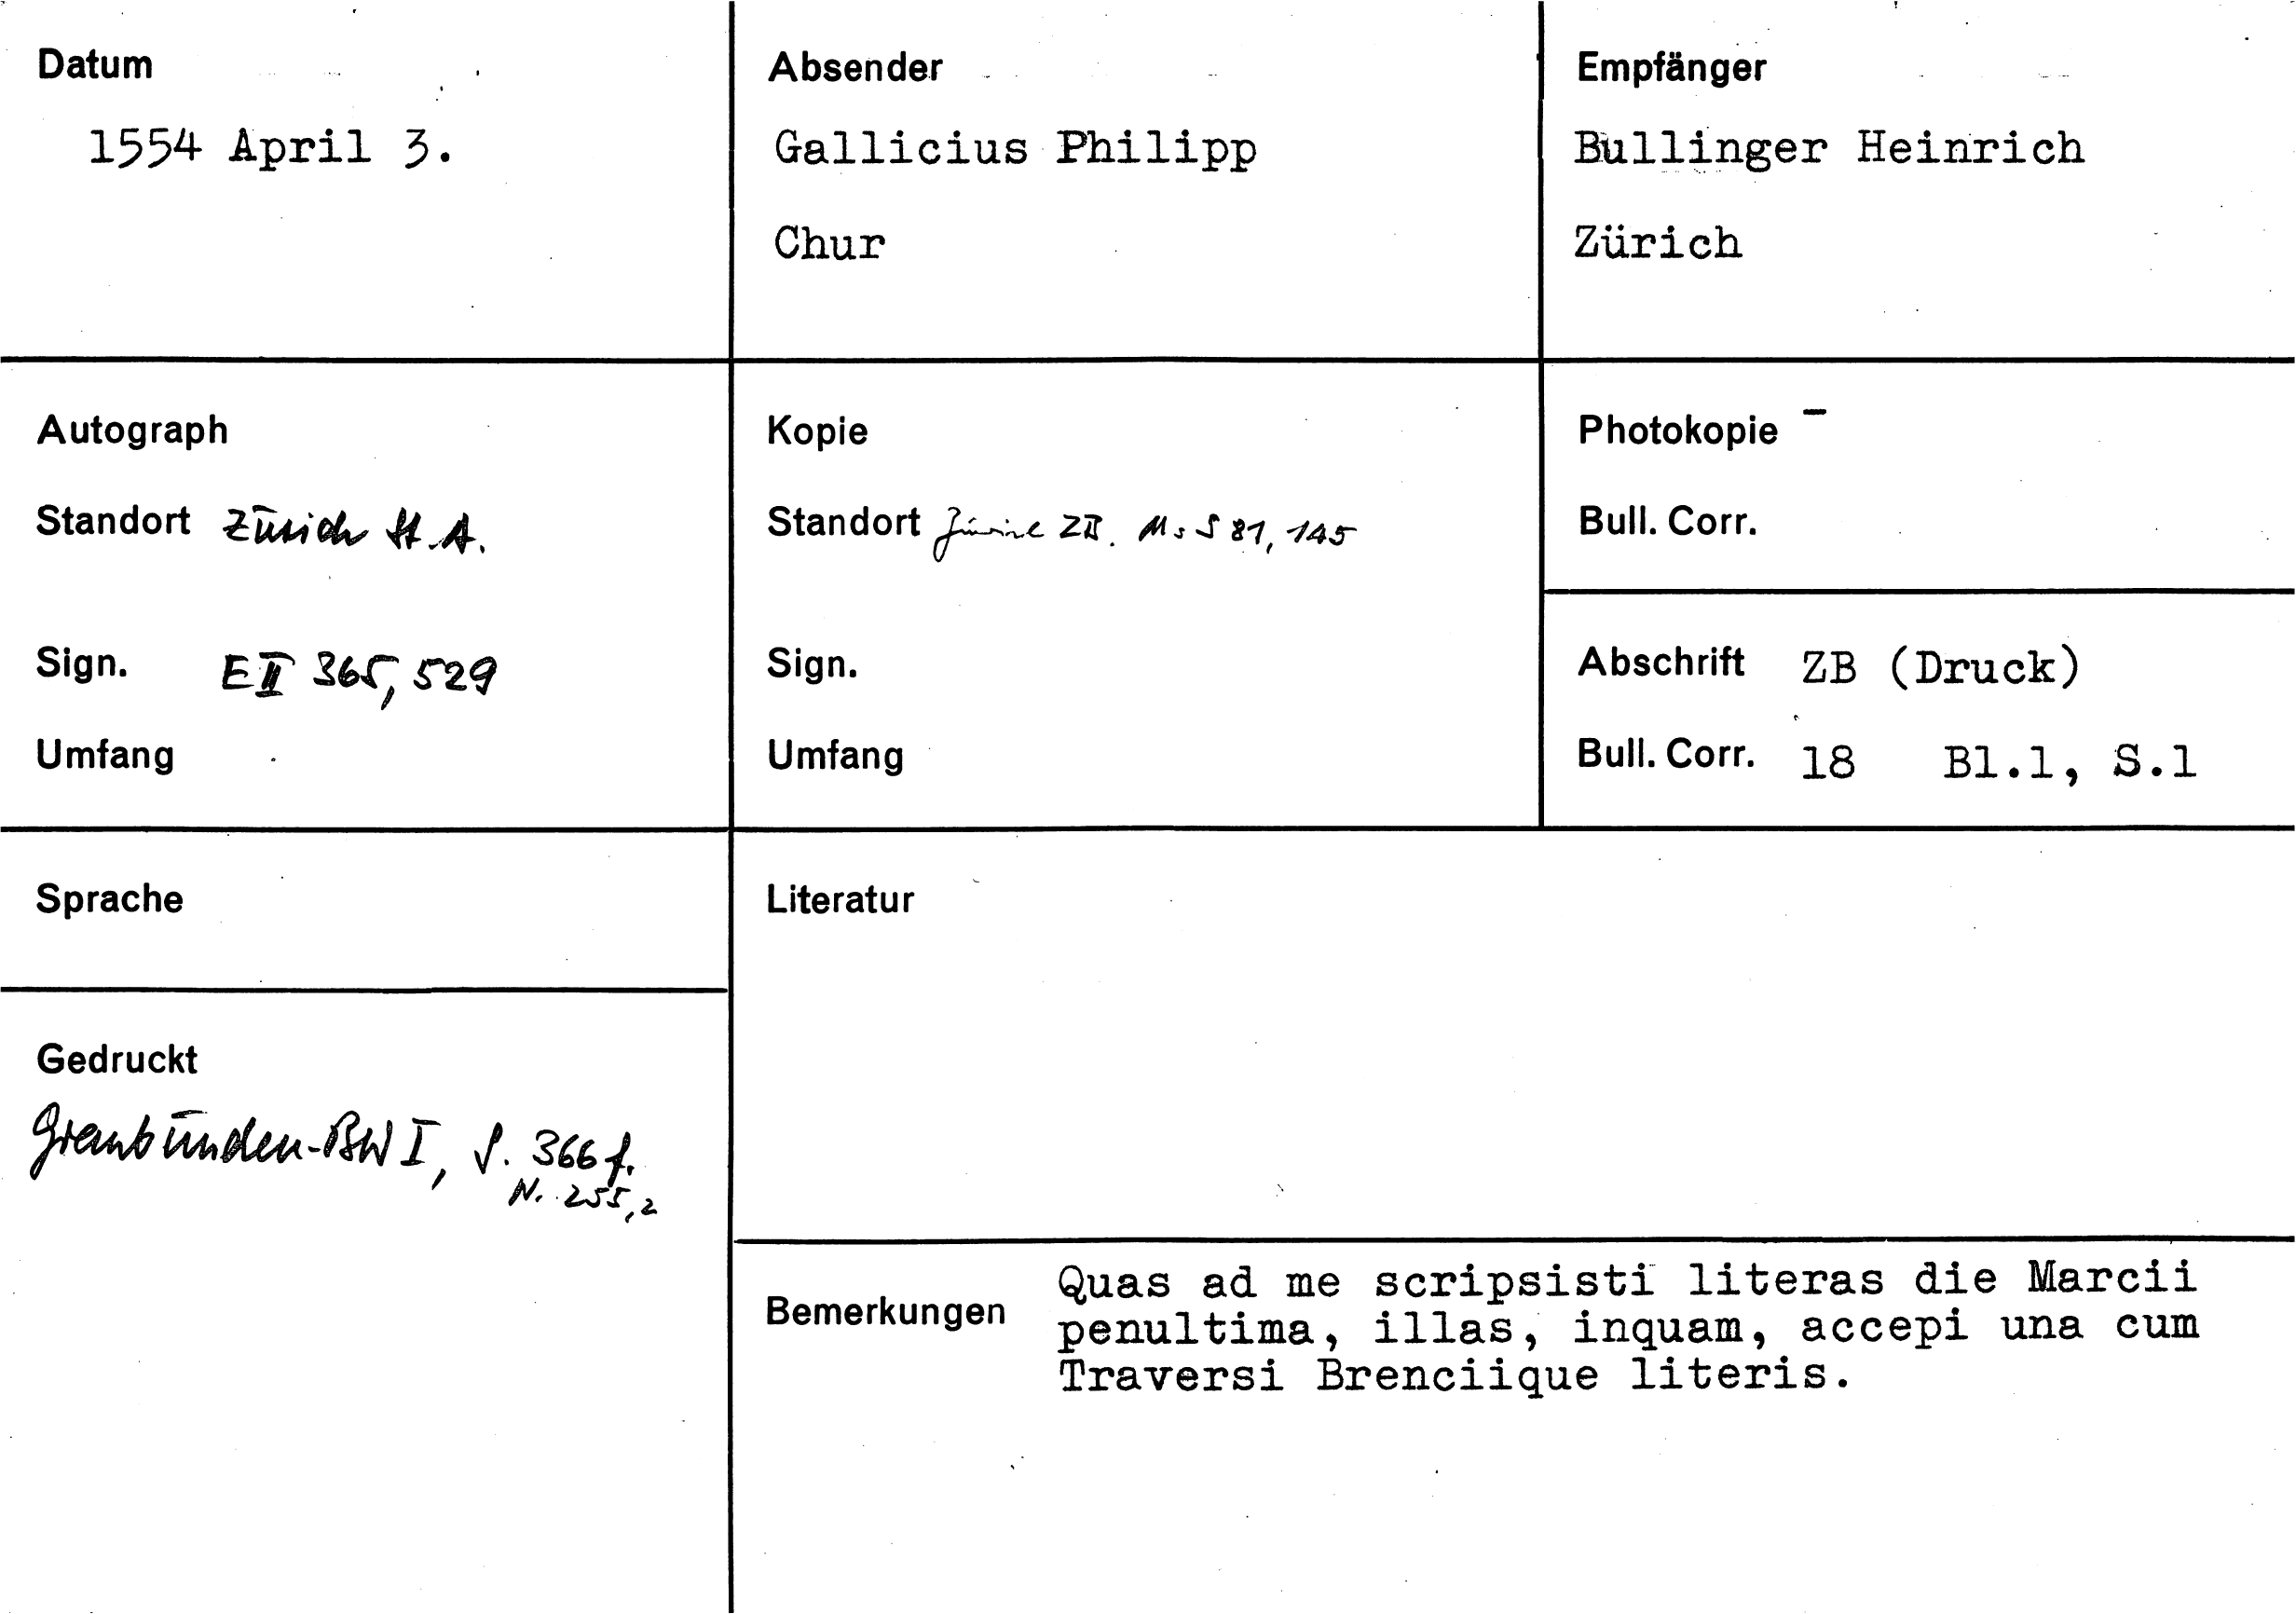 Datum
1554 April 3.
Absender
Gallicius Philipp
Chur
Empfänger
Bullinger Heinrich
Zürich
Autograph
Standort Zürich St.A.
Sign. E II 365, 529
Umfang
Kopie
Standort Zürich ZB. Ms S 81, 145
Sign.
Umfang
Photokopie –
Bull. Corr.
Abschrift ZB (Druck)
Bull. Corr. 18 Bl.1, S.1
Sprache
Gedruckt
Graubünden-BW I, S. 366 f.
N. 255,2
Literatur
Bemerkungen
Quas ad me scripsisti literas die Marcii
penultima, illas, inquam, accepi una cum
Traversi Brenciique literis.